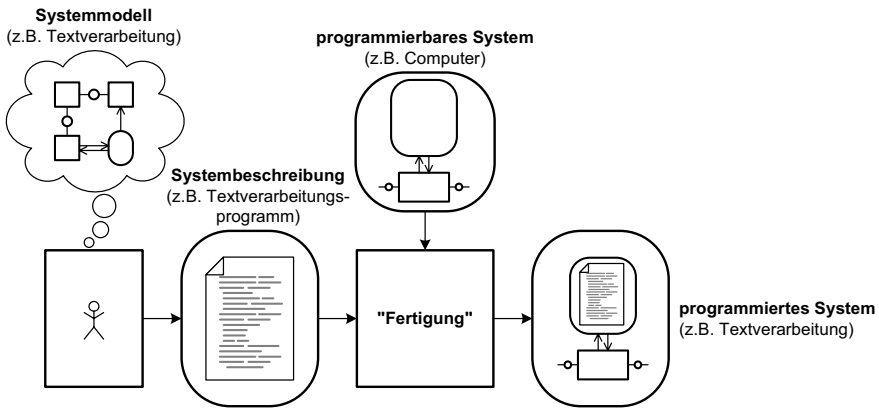 Systemmodell
(z.B. Textverarbeitung)
programmierbares System
(z.B. Computer)
Systembeschreibung
(z.B. Textverarbeitungs-
programm)
"Fertigung"
programmiertes System
(z.B. Textverarbeitung)